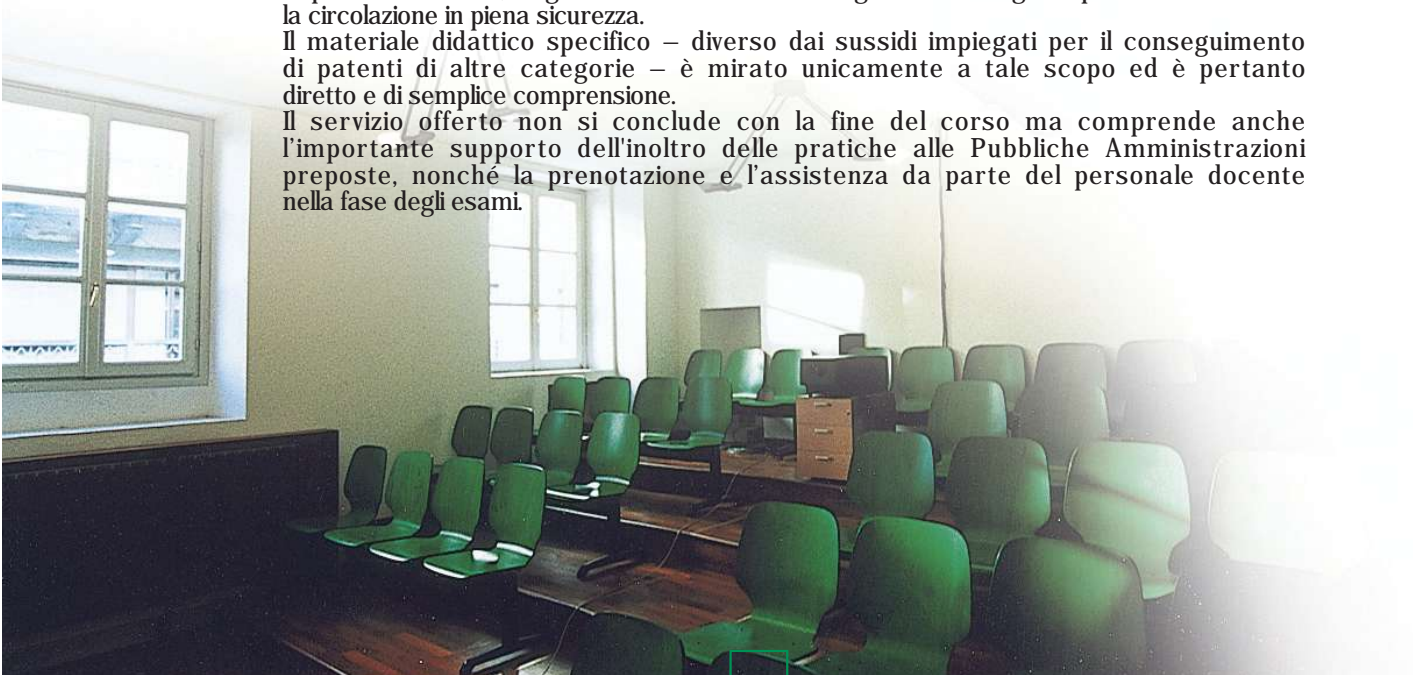 la circolazione in piena sicurezza.
Il materiale didattico specifico – diverso dai sussidi impiegati per il conseguimento
di patenti di altre categorie – è mirato unicamente a tale scopo ed è pertanto
diretto e di semplice comprensione.
Il servizio offerto non si conclude con la fine del corso ma comprende anche
l'importante supporto dell'inoltro delle pratiche alle Pubbliche Amministrazioni
preposte, nonché la prenotazione e l'assistenza da parte del personale docente
nella fase degli esami.